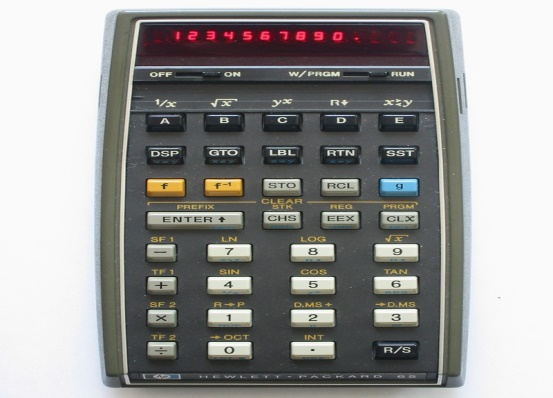 1234567890.
OFF ON W/PRGM RUN
1/x √x yx R↓ x⇄y
A B C D E
DSP GTO LBL RTN SST
f f-1 STO RCL g
CLEAR
PREFIX STK REG PRGM
ENTER↑ CHS EEX CLX
SF 1 LN LOG √x
− 7 8 9
TF 1 SIN COS TAN
+ 4 5 6
SF 2 R→P D.MS+ →D.MS
× 1 2 3
TF 2 →OCT INT
÷ 0 · R/S
hp HEWLETT·PACKARD 65